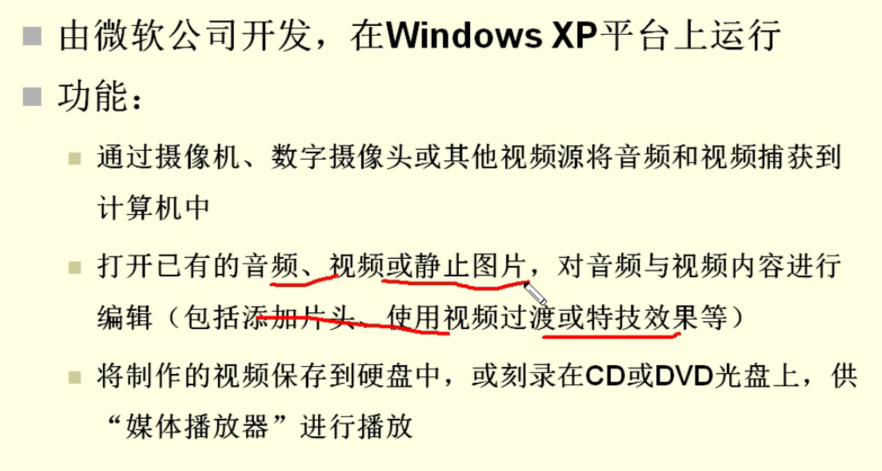 由微软公司开发，在Windows XP平台上运行
功能：
通过摄像机、数字摄像头或其他视频源将音频和视频捕获到
计算机中
打开已有的音频、视频或静止图片，对音频与视频内容进行
编辑（包括添加片头、使用视频过渡或特技效果等）
将制作的视频保存到硬盘中，或刻录在CD或DVD光盘上，供
“媒体播放器”进行播放